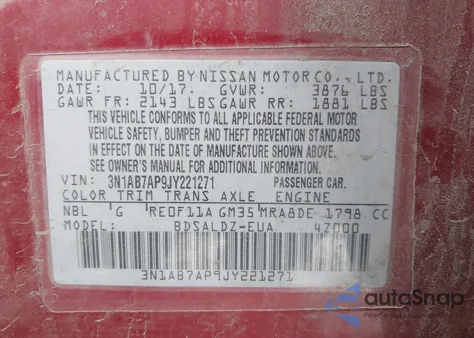 MANUFACTURED BY NISSAN MOTOR CO., LTD.
DATE: 10/17. GVWR: 3876 LBS
GAWR FR: 2143 LBS GAWR RR: 1881 LBS
THIS VEHICLE CONFORMS TO ALL APPLICABLE FEDERAL MOTOR
VEHICLE SAFETY, BUMPER AND THEFT PREVENTION STANDARDS
IN EFFECT ON THE DATE OF MANUFACTURE SHOWN ABOVE.
SEE OWNER'S MANUAL FOR ADDITIONAL INFORMATION.
VIN: 3N1AB7AP9JY221271 PASSENGER CAR.
COLOR TRIM TRANS AXLE ENGINE
NBL G RE0F11A GM35 MRA8DE 1798 CC
BDSALDZ-EUA 4Z000
3N1AB7AP9JY221271
autoSnap